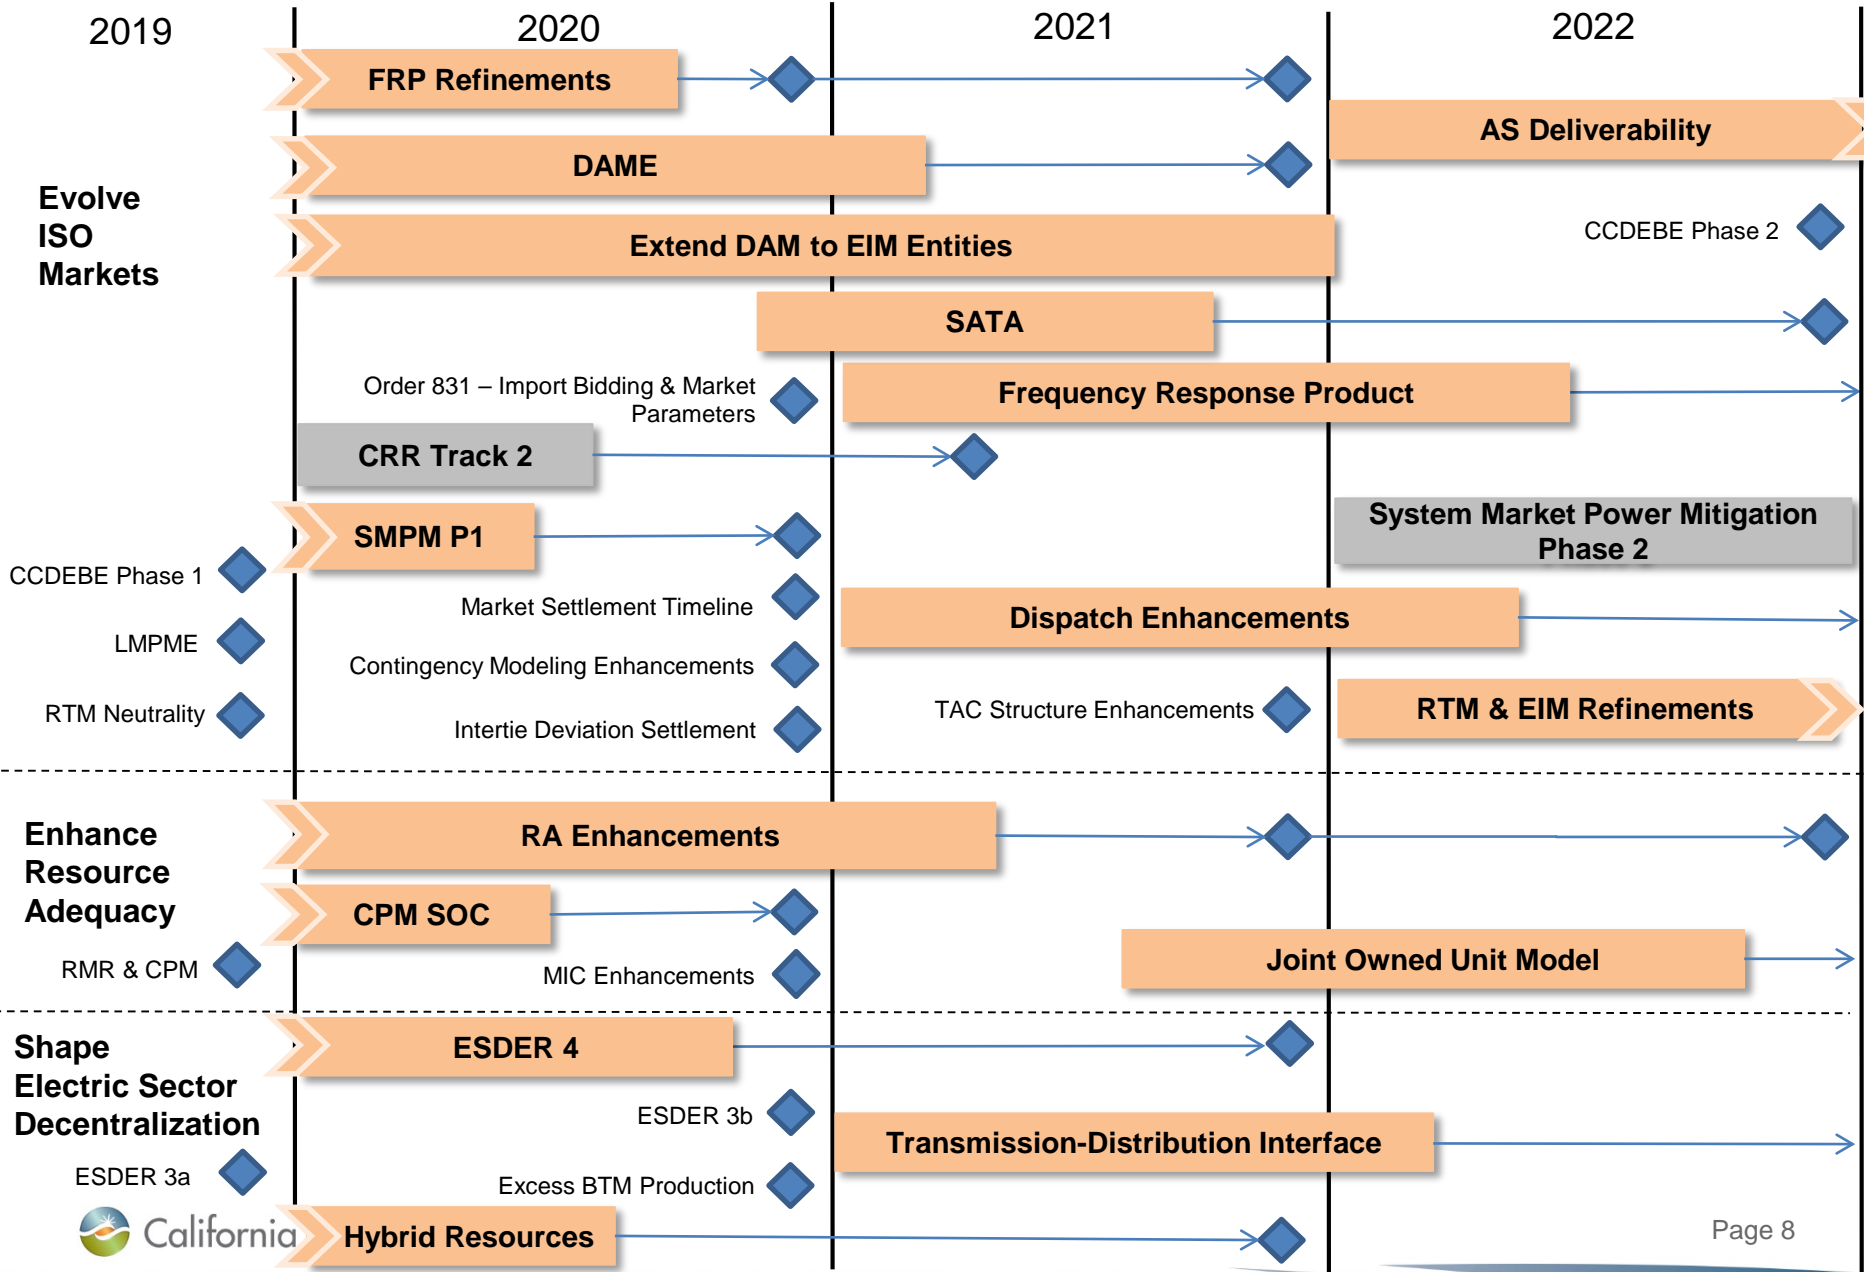 2019
2020
2021
2022
FRP Refinements
AS Deliverability
DAME
Evolve
ISO
Markets
CCDEBE Phase 2
Extend DAM to EIM Entities
SATA
Order 831 – Import Bidding & Market
Parameters
Frequency Response Product
CRR Track 2
System Market Power Mitigation
Phase 2
SMPM P1
CCDEBE Phase 1
Market Settlement Timeline
Dispatch Enhancements
LMPME
Contingency Modeling Enhancements
RTM Neutrality
Intertie Deviation Settlement
TAC Structure Enhancements
RTM & EIM Refinements
Enhance
Resource
Adequacy
RA Enhancements
CPM SOC
RMR & CPM
MIC Enhancements
Joint Owned Unit Model
Shape
Electric Sector
Decentralization
ESDER 4
ESDER 3b
Transmission-Distribution Interface
ESDER 3a
Excess BTM Production
California
Hybrid Resources
Page 8